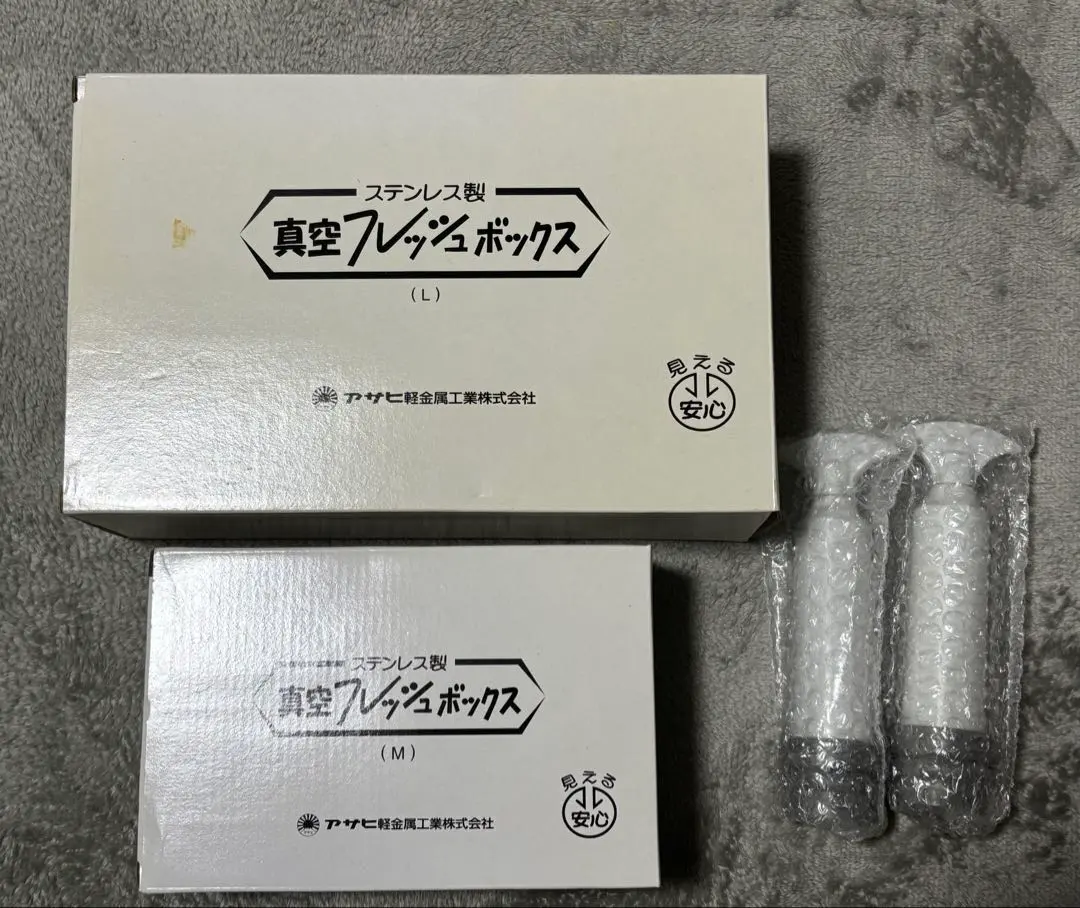 ステンレス製
真空フレッシュボックス
(L)
アサヒ軽金属工業株式会社
見える
安心
ステンレス製
真空フレッシュボックス
(M)
アサヒ軽金属工業株式会社
見える
安心